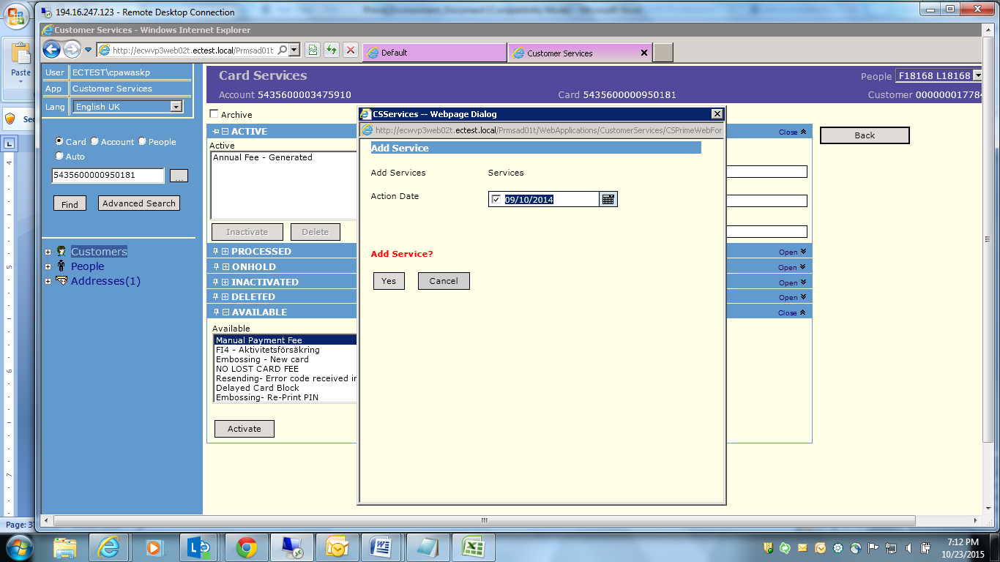 194.16.247.123 - Remote Desktop Connection
Customer Services - Windows Internet Explorer
http://ecwvp3web02t.ectest.local/Prmsad01t
Default
Customer Services
Paste
User ECTEST\cpawaskp
App Customer Services
Lang English UK
Card Services
People F18168 L18168
Account 5435600003475910
Card 5435600000950181
Customer 00000001778
Card Account People
Auto
5435600000950181
...
Find
Advanced Search
Customers
People
Addresses(1)
Archive
ACTIVE
Close
Active
Annual Fee - Generated
Inactivate
Delete
PROCESSED
Open
ONHOLD
Open
INACTIVATED
Open
DELETED
Open
AVAILABLE
Close
Available
Manual Payment Fee
FI4 - Aktivitetsförsäkring
Embossing - New card
NO LOST CARD FEE
Resending- Error code received in
Delayed Card Block
Embossing- Re-Print PIN
Activate
Back
CSServices -- Webpage Dialog
http://ecwvp3web02t.ectest.local/Prmsad01t/WebApplications/CustomerServices/CSPrimeWebFor
Add Service
Add Services Services
Action Date 09/10/2014
Add Service?
Yes
Cancel
Sec
L
4
5
6
7
Page: 37
7:12 PM
10/23/2015